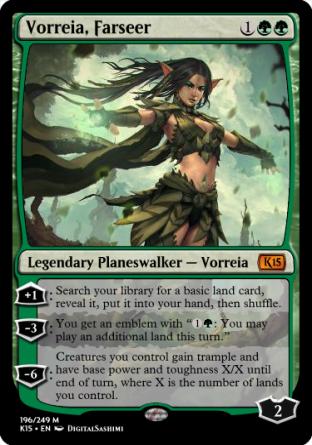 Vorreia, Farseer 1
Legendary Planeswalker — Vorreia K15
+1: Search your library for a basic land card,
reveal it, put it into your hand, then shuffle.
-3: You get an emblem with “1: You may
play an additional land this turn.”
Creatures you control gain trample and
-6: have base power and toughness X/X until
end of turn, where X is the number of lands
you control.
2
196/249 M
K15 • EN DigitalSashimi